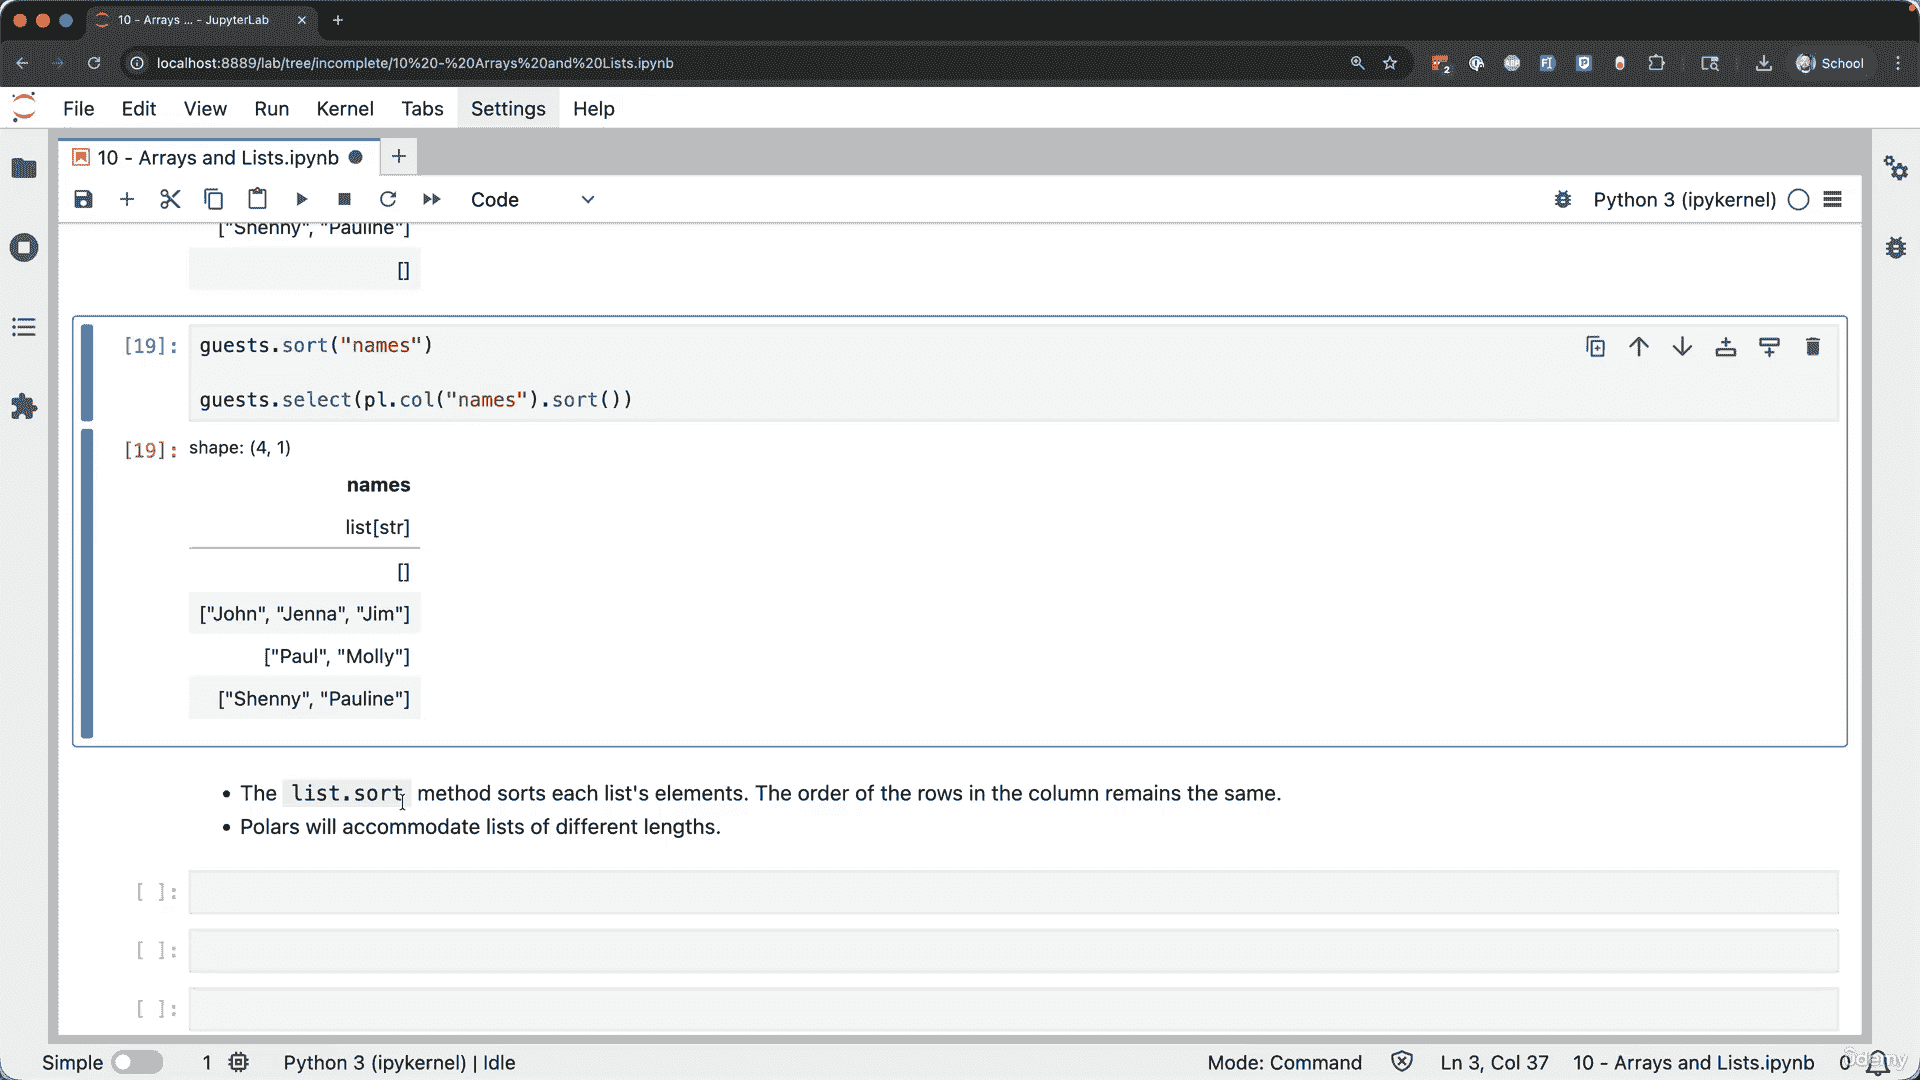 10 - Arrays ... - JupyterLab
localhost:8889/lab/tree/incomplete/10%20-%20Arrays%20and%20Lists.ipynb
2
School
File Edit View Run Kernel Tabs Settings Help
10 - Arrays and Lists.ipynb
Code
Python 3 (ipykernel)
["Shenny", "Pauline"]
[]
[19]: guests.sort("names")
guests.select(pl.col("names").sort())
[19]: shape: (4, 1)
names
list[str]
[]
["John", "Jenna", "Jim"]
["Paul", "Molly"]
["Shenny", "Pauline"]
• The list.sort method sorts each list's elements. The order of the rows in the column remains the same.
• Polars will accommodate lists of different lengths.
[ ]:
[ ]:
[ ]:
Simple 1 Python 3 (ipykernel) | Idle Mode: Command Ln 3, Col 37 10 - Arrays and Lists.ipynb 0
udemy